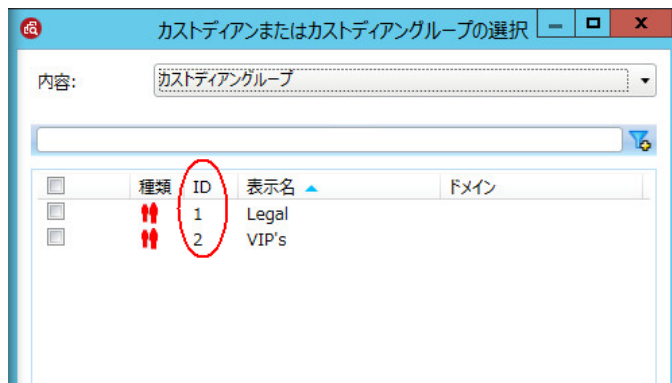 カストディアンまたはカストディアングループの選択
内容: カストディアングループ
種類 ID 表示名 ドメイン
1 Legal
2 VIP's